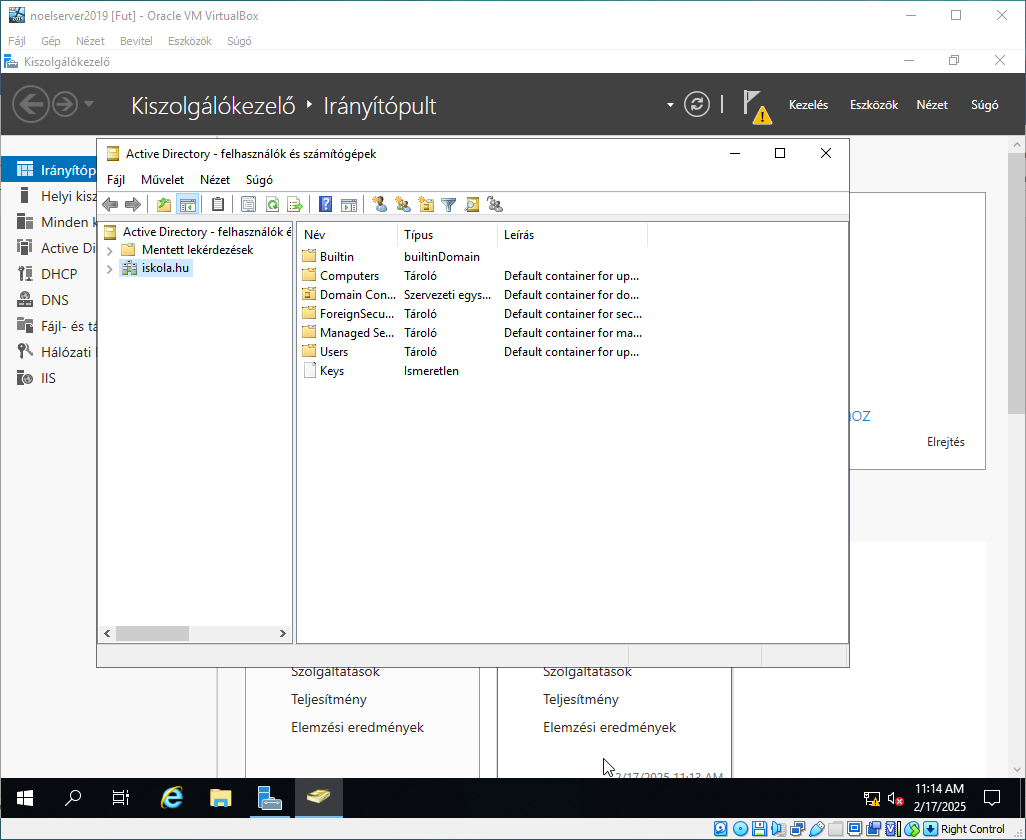 noelserver2019 [Fut] - Oracle VM VirtualBox
Fájl Gép Nézet Bevitel Eszközök Súgó
Kiszolgálókezelő
Kiszolgálókezelő Irányítópult
Kezelés Eszközök Nézet Súgó
Irányítóp
Helyi kisz
Minden k
Active Di
DHCP
DNS
Fájl- és tá
Hálózati
IIS
Active Directory - felhasználók és számítógépek
Fájl Művelet Nézet Súgó
Active Directory - felhasználók é
Mentett lekérdezések
iskola.hu
Név Típus Leírás
Builtin builtinDomain
Computers Tároló Default container for up...
Domain Con... Szervezeti egys... Default container for do...
ForeignSecu... Tároló Default container for sec...
Managed Se... Tároló Default container for ma...
Users Tároló Default container for up...
Keys Ismeretlen
HOZ
Elrejtés
Szolgáltatások
Teljesítmény
Elemzési eredmények
Szolgáltatások
Teljesítmény
Elemzési eredmények
2/17/2025 11:13 AM
11:14 AM
2/17/2025
Right Control